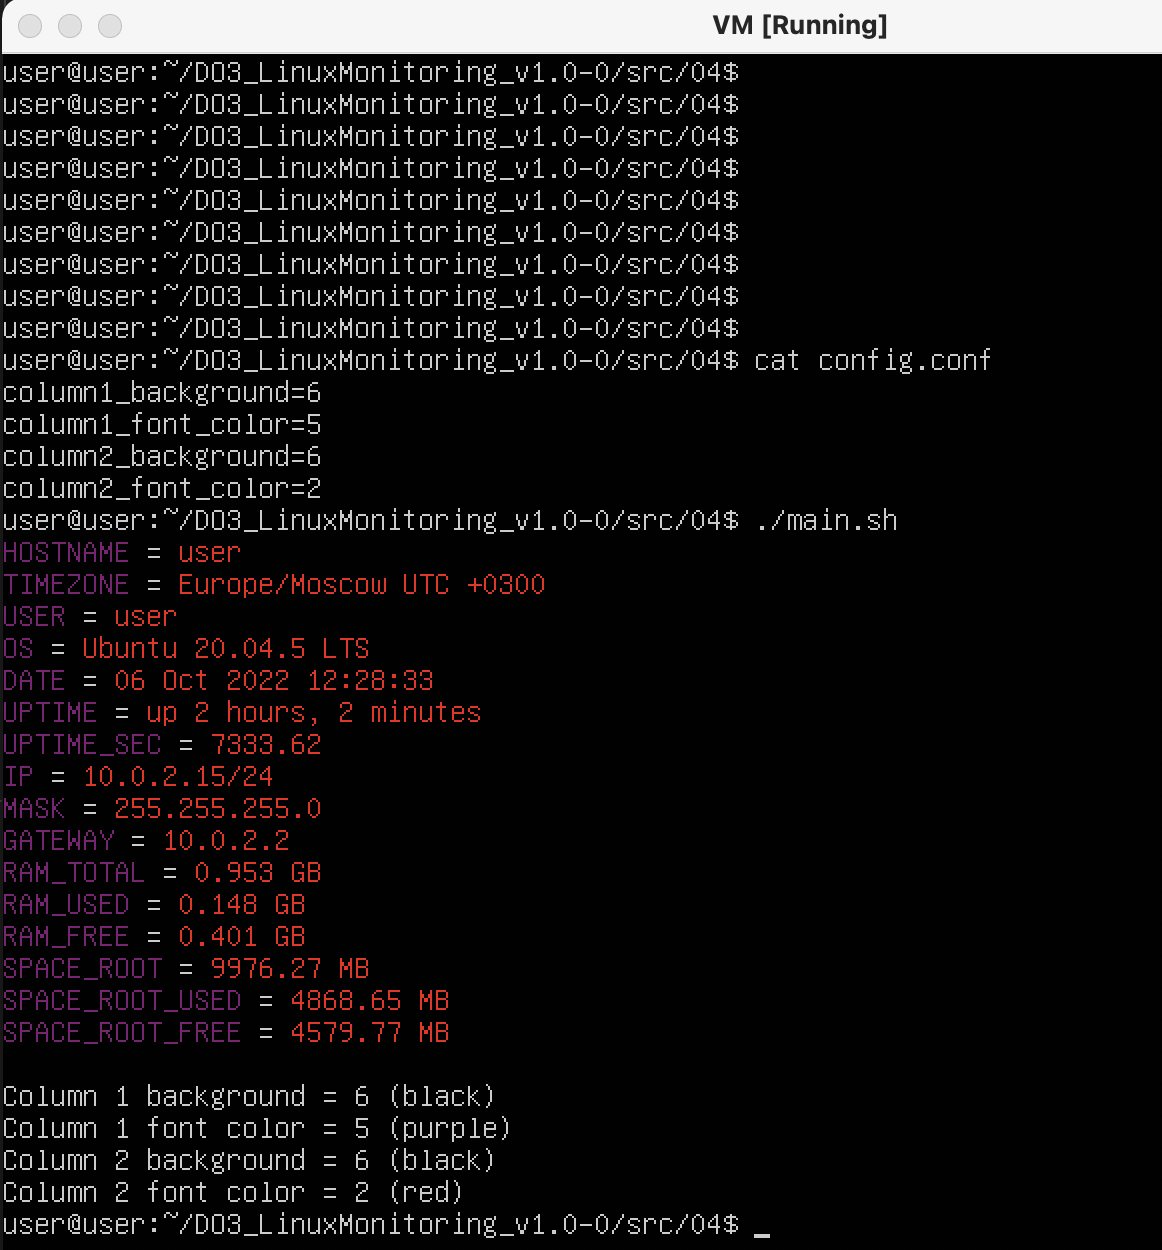 VM [Running]
user@user:~/DO3_LinuxMonitoring_v1.0-0/src/04$
user@user:~/DO3_LinuxMonitoring_v1.0-0/src/04$
user@user:~/DO3_LinuxMonitoring_v1.0-0/src/04$
user@user:~/DO3_LinuxMonitoring_v1.0-0/src/04$
user@user:~/DO3_LinuxMonitoring_v1.0-0/src/04$
user@user:~/DO3_LinuxMonitoring_v1.0-0/src/04$
user@user:~/DO3_LinuxMonitoring_v1.0-0/src/04$
user@user:~/DO3_LinuxMonitoring_v1.0-0/src/04$
user@user:~/DO3_LinuxMonitoring_v1.0-0/src/04$
user@user:~/DO3_LinuxMonitoring_v1.0-0/src/04$ cat config.conf
column1_background=6
column1_font_color=5
column2_background=6
column2_font_color=2
user@user:~/DO3_LinuxMonitoring_v1.0-0/src/04$ ./main.sh
HOSTNAME = user
TIMEZONE = Europe/Moscow UTC +0300
USER = user
OS = Ubuntu 20.04.5 LTS
DATE = 06 Oct 2022 12:28:33
UPTIME = up 2 hours, 2 minutes
UPTIME_SEC = 7333.62
IP = 10.0.2.15/24
MASK = 255.255.255.0
GATEWAY = 10.0.2.2
RAM_TOTAL = 0.953 GB
RAM_USED = 0.148 GB
RAM_FREE = 0.401 GB
SPACE_ROOT = 9976.27 MB
SPACE_ROOT_USED = 4868.65 MB
SPACE_ROOT_FREE = 4579.77 MB
Column 1 background = 6 (black)
Column 1 font color = 5 (purple)
Column 2 background = 6 (black)
Column 2 font color = 2 (red)
user@user:~/DO3_LinuxMonitoring_v1.0-0/src/04$ _